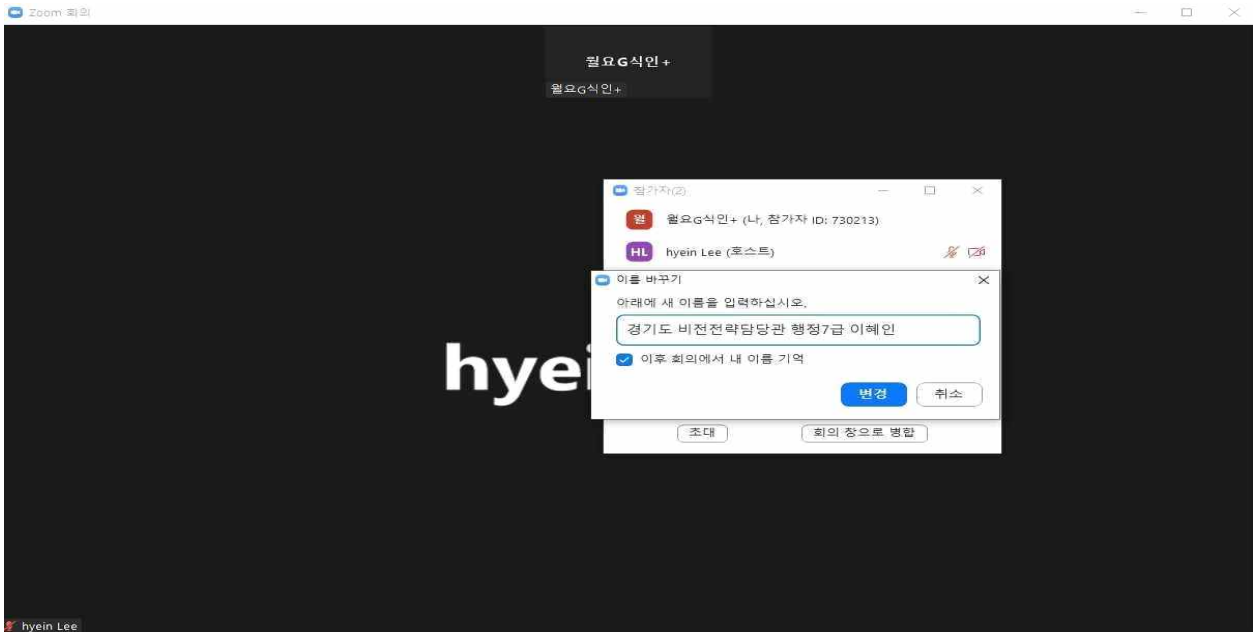 Zoom 회의
월요G식인+
월요G식인+
참가자(2)
월 월요G식인+ (나, 참가자 ID: 730213)
HL hyein Lee (호스트)
이름 바꾸기
아래에 새 이름을 입력하십시오.
경기도 비전전략담당관 행정7급 이혜인
이후 회의에서 내 이름 기억
변경 취소
hyei
초대 회의 창으로 병합
hyein Lee